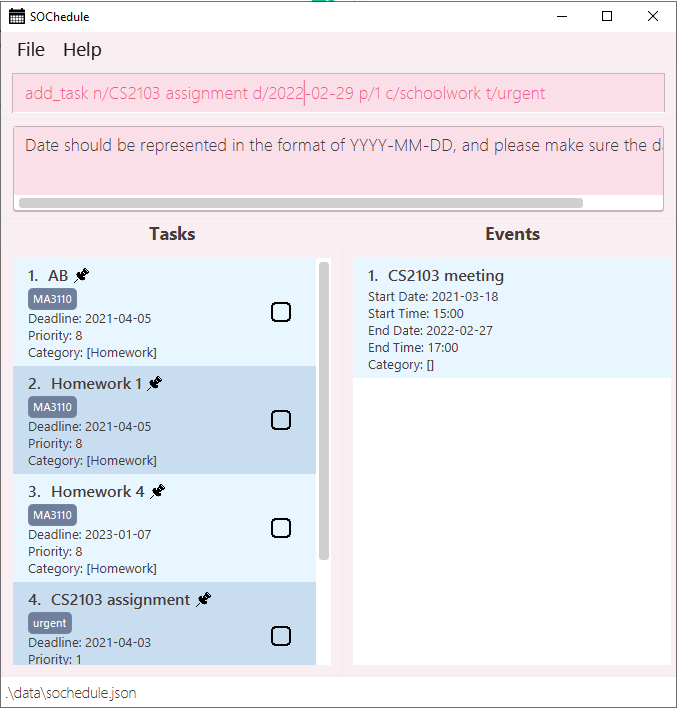 SOChedule
File Help
add_task n/CS2103 assignment d/2022-02-29 p/1 c/schoolwork t/urgent
Date should be represented in the format of YYYY-MM-DD, and please make sure the d
Tasks
1. AB
MA3110
Deadline: 2021-04-05
Priority: 8
Category: [Homework]
2. Homework 1
MA3110
Deadline: 2021-04-05
Priority: 8
Category: [Homework]
3. Homework 4
MA3110
Deadline: 2023-01-07
Priority: 8
Category: [Homework]
4. CS2103 assignment
urgent
Deadline: 2021-04-03
Priority: 1
Events
1. CS2103 meeting
Start Date: 2021-03-18
Start Time: 15:00
End Date: 2022-02-27
End Time: 17:00
Category: []
.\data\sochedule.json